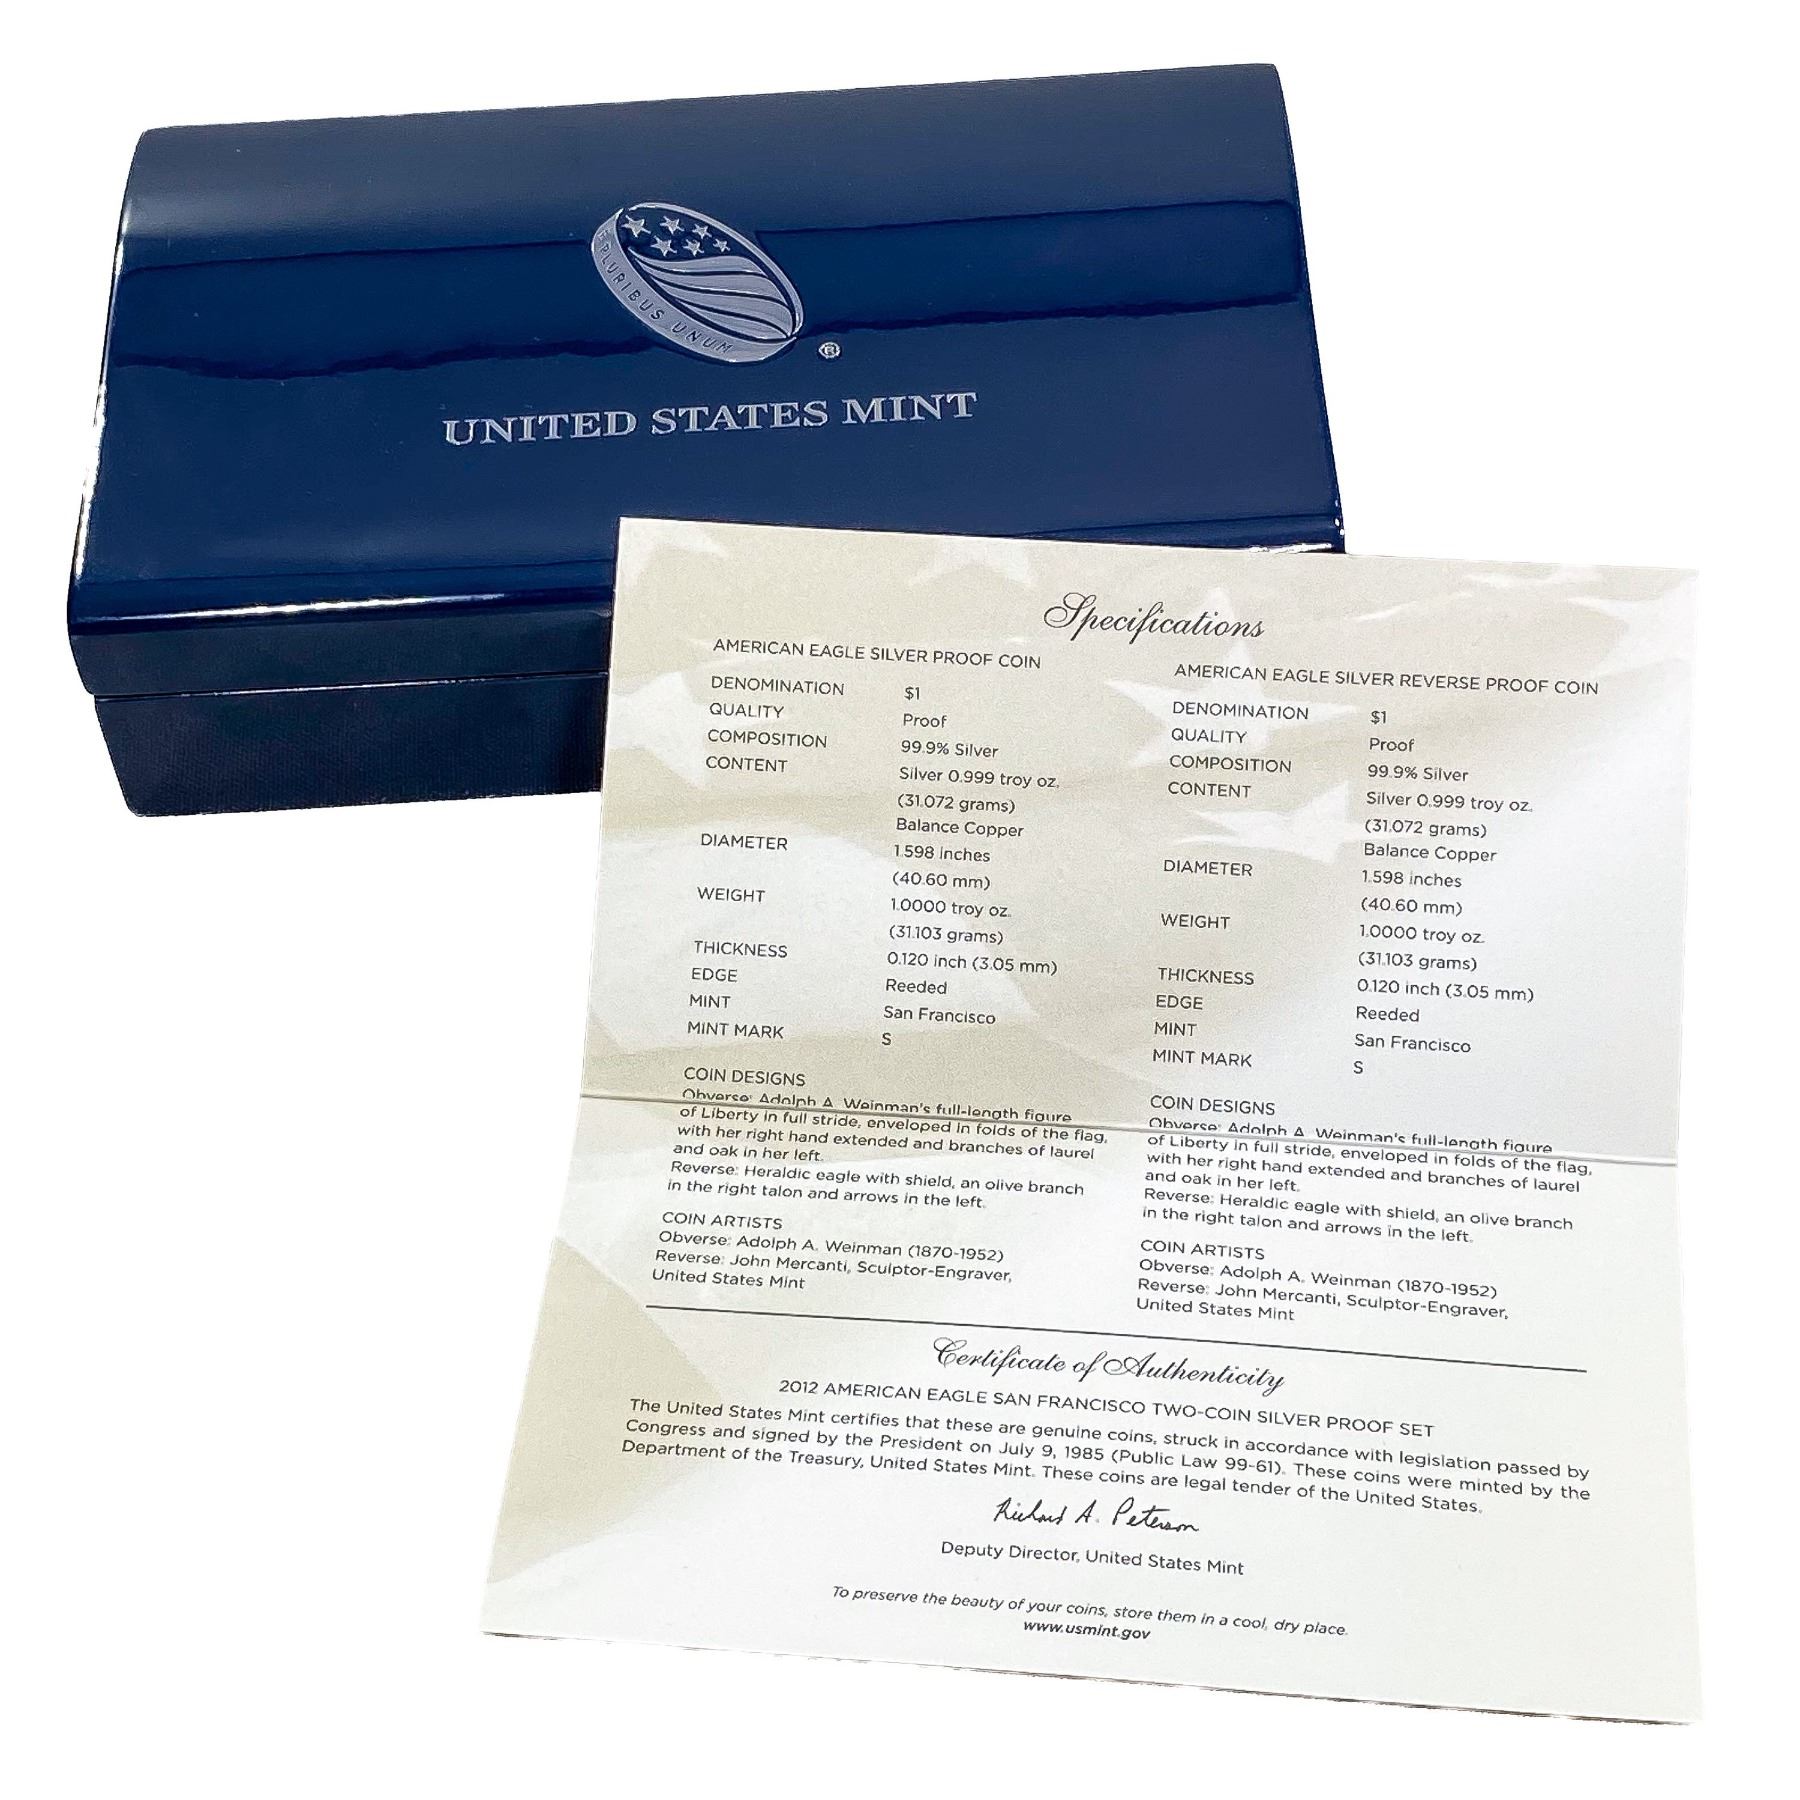 E PLURIBUS UNUM
®
UNITED STATES MINT
Specifications
AMERICAN EAGLE SILVER PROOF COIN
DENOMINATION $1
QUALITY Proof
COMPOSITION 99.9% Silver
CONTENT Silver 0.999 troy oz.
(31.072 grams)
Balance Copper
DIAMETER 1.598 inches
(40.60 mm)
WEIGHT 1.0000 troy oz.
(31.103 grams)
THICKNESS 0.120 inch (3.05 mm)
EDGE Reeded
MINT San Francisco
MINT MARK S
COIN DESIGNS
Obverse: Adolph A. Weinman's full-length figure
of Liberty in full stride, enveloped in folds of the flag,
with her right hand extended and branches of laurel
and oak in her left.
Reverse: Heraldic eagle with shield, an olive branch
in the right talon and arrows in the left.
COIN ARTISTS
Obverse: Adolph A. Weinman (1870-1952)
Reverse: John Mercanti, Sculptor-Engraver,
United States Mint
AMERICAN EAGLE SILVER REVERSE PROOF COIN
DENOMINATION $1
QUALITY Proof
COMPOSITION 99.9% Silver
CONTENT Silver 0.999 troy oz.
(31.072 grams)
Balance Copper
DIAMETER 1.598 inches
(40.60 mm)
WEIGHT 1.0000 troy oz.
(31.103 grams)
THICKNESS 0.120 inch (3.05 mm)
EDGE Reeded
MINT San Francisco
MINT MARK S
COIN DESIGNS
Obverse: Adolph A. Weinman's full-length figure
of Liberty in full stride, enveloped in folds of the flag,
with her right hand extended and branches of laurel
and oak in her left.
Reverse: Heraldic eagle with shield, an olive branch
in the right talon and arrows in the left.
COIN ARTISTS
Obverse: Adolph A. Weinman (1870-1952)
Reverse: John Mercanti, Sculptor-Engraver,
United States Mint
Certificate of Authenticity
2012 AMERICAN EAGLE SAN FRANCISCO TWO-COIN SILVER PROOF SET
The United States Mint certifies that these are genuine coins, struck in accordance with legislation passed by
Congress and signed by the President on July 9, 1985 (Public Law 99-61). These coins were minted by the
Department of the Treasury, United States Mint. These coins are legal tender of the United States.
Richard A. Peterson
Deputy Director, United States Mint
To preserve the beauty of your coins, store them in a cool, dry place.
www.usmint.gov